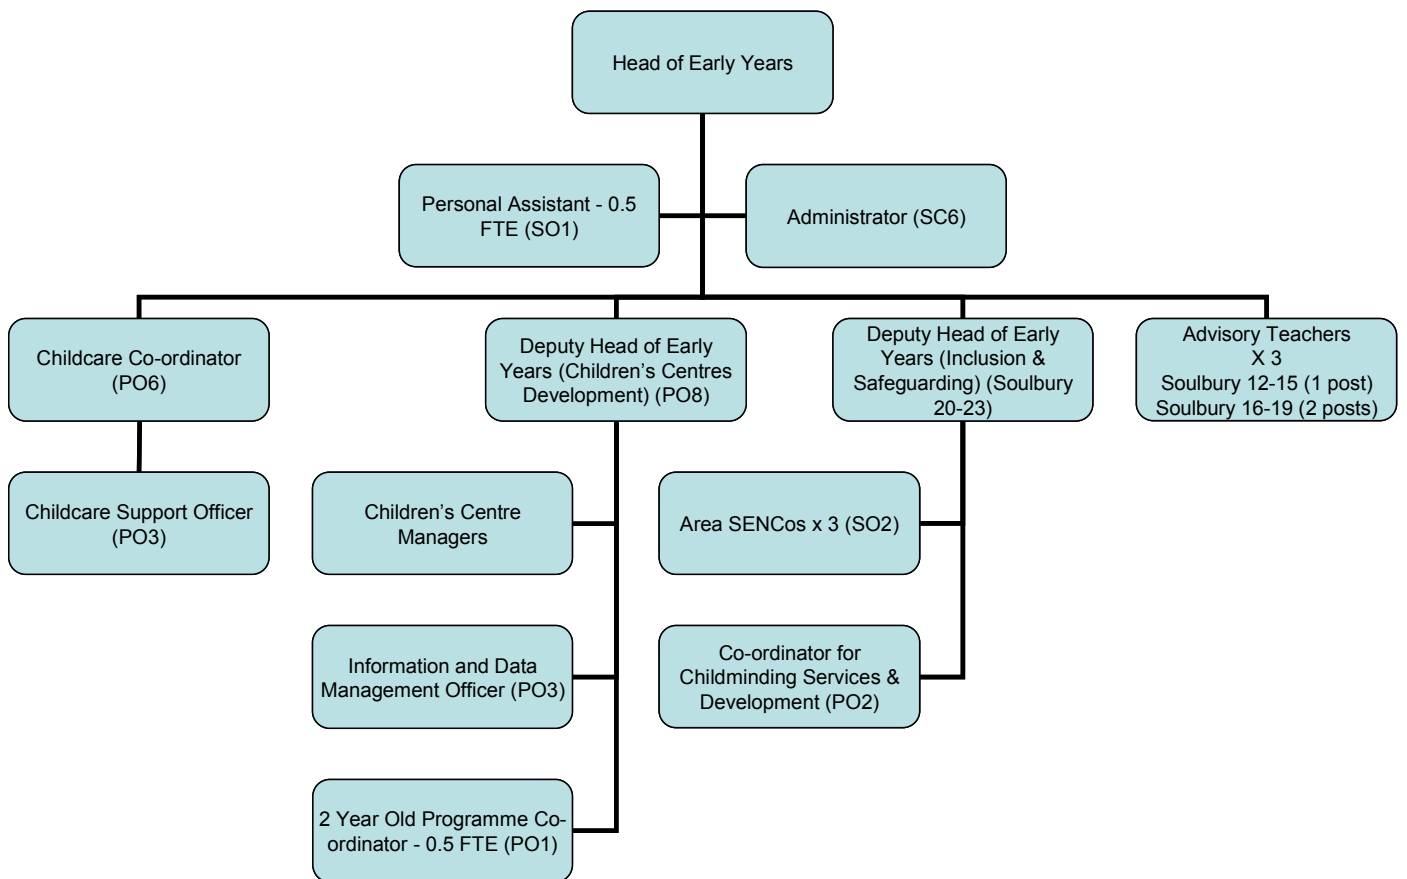 Head of Early Years
Personal Assistant - 0.5
FTE (SO1)
Administrator (SC6)
Childcare Co-ordinator
(PO6)
Deputy Head of Early
Years (Children’s Centres
Development) (PO8)
Deputy Head of Early
Years (Inclusion &
Safeguarding) (Soulbury
20-23)
Advisory Teachers
X 3
Soulbury 12-15 (1 post)
Soulbury 16-19 (2 posts)
Childcare Support Officer
(PO3)
Children’s Centre
Managers
Area SENCos x 3 (SO2)
Information and Data
Management Officer (PO3)
Co-ordinator for
Childminding Services &
Development (PO2)
2 Year Old Programme Co-
ordinator - 0.5 FTE (PO1)